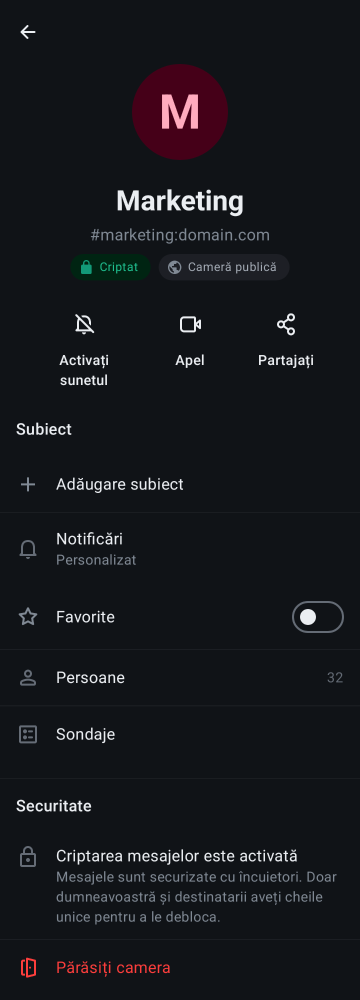 M
Marketing
#marketing:domain.com
Criptat
Cameră publică
Activați
sunetul
Apel
Partajați
Subiect
Adăugare subiect
Notificări
Personalizat
Favorite
Persoane
32
Sondaje
Securitate
Criptarea mesajelor este activată
Mesajele sunt securizate cu încuietori. Doar
dumneavoastră și destinatarii aveți cheile
unice pentru a le debloca.
Părăsiți camera